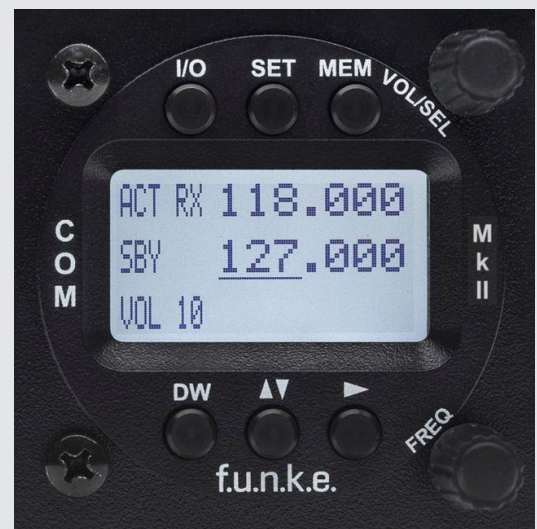 I/O SET MEM VOL/SEL
ACT RX 118.000
SBY 127.000
VOL 10
COM
MkII
DW
FREQ
f.u.n.k.e.